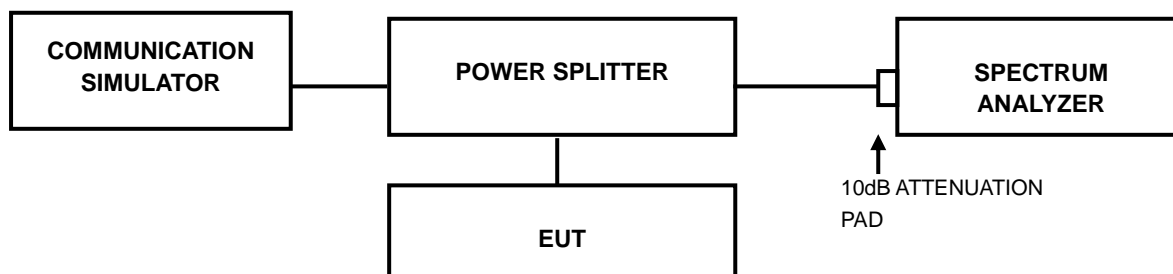 COMMUNICATION
SIMULATOR
POWER SPLITTER
SPECTRUM
ANALYZER
10dB ATTENUATION
PAD
EUT